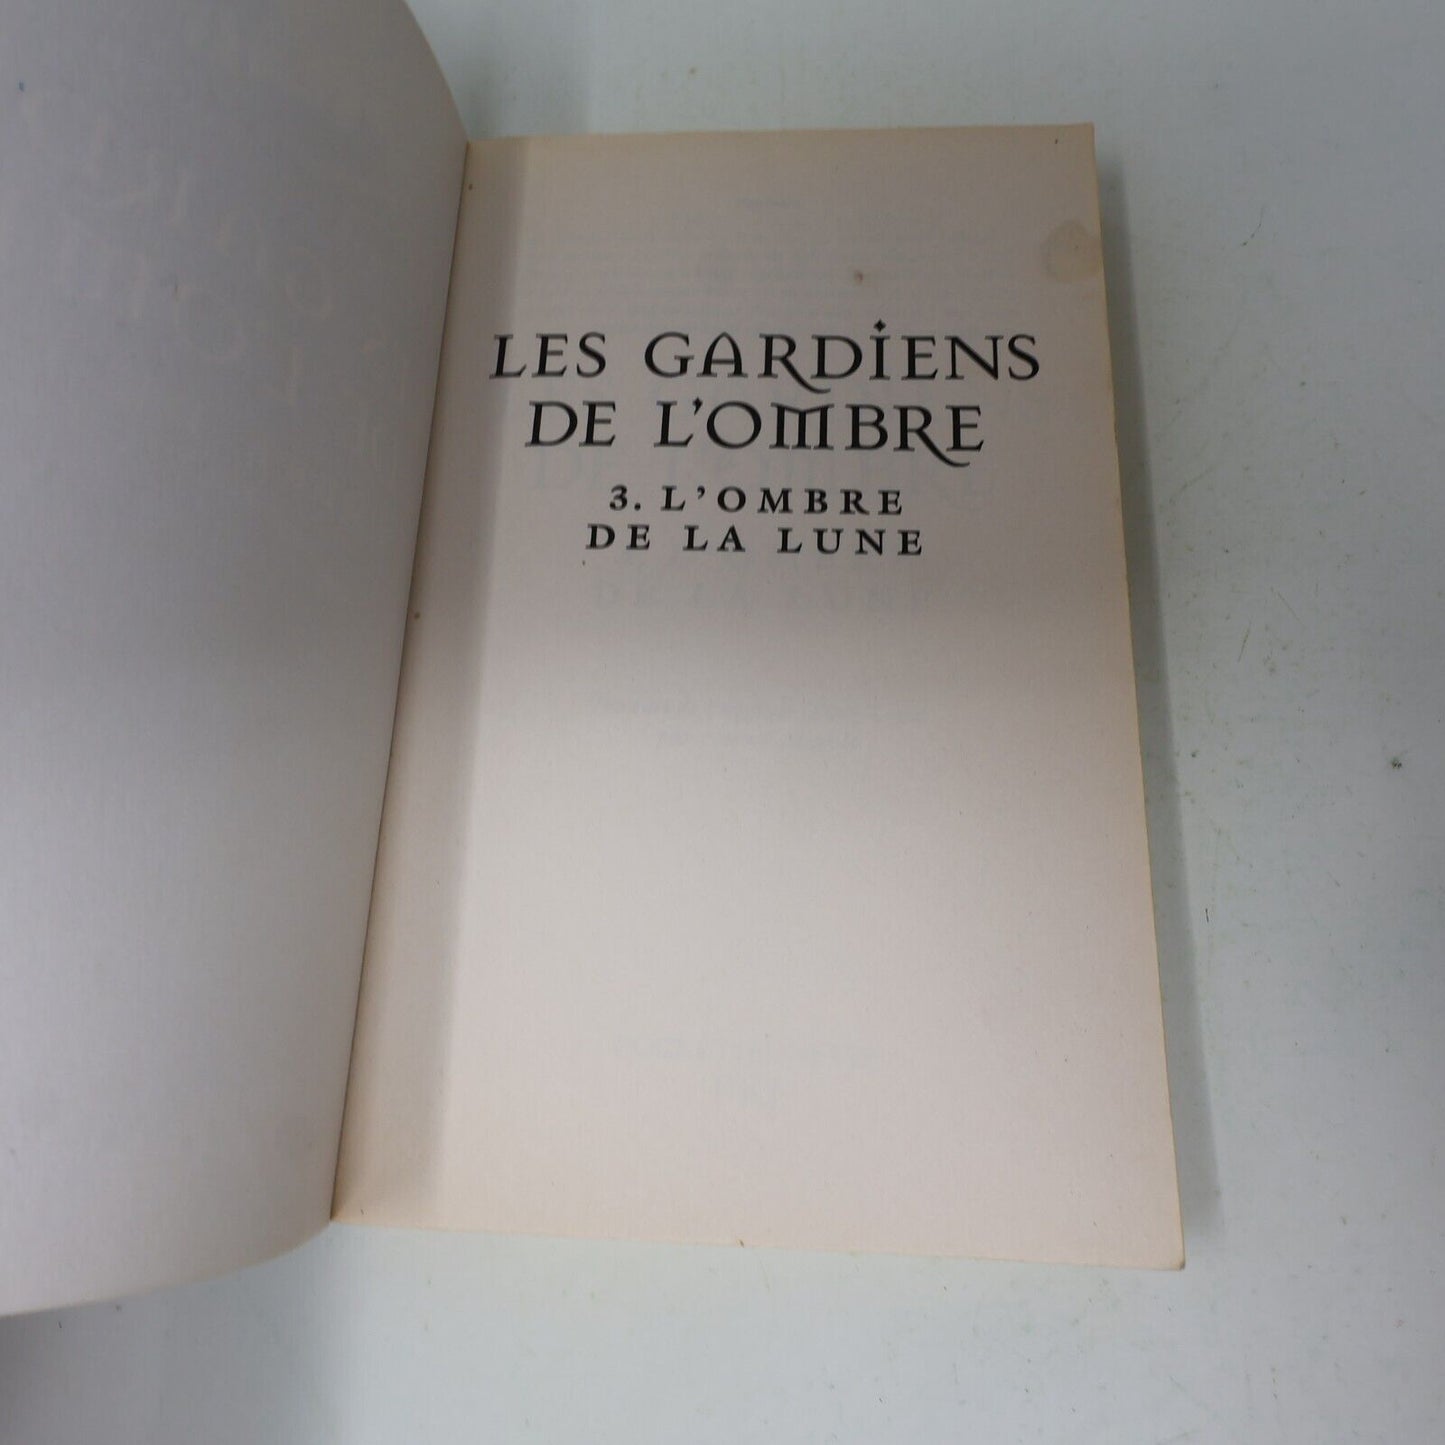 LES GARDIENS
DE L'OMBRE
3. L'OMBRE
DE LA LUNE